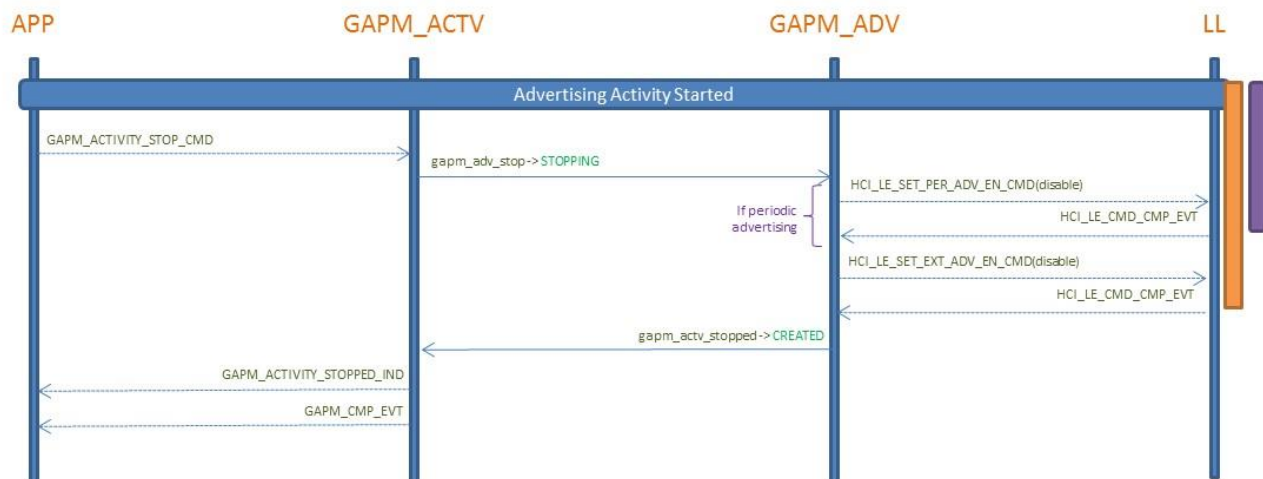 APP GAPM_ACTV GAPM_ADV LL
Advertising Activity Started
GAPM_ACTIVITY_STOP_CMD
gapm_adv_stop->STOPPING
HCI_LE_SET_PER_ADV_EN_CMD(disable)
If periodic
advertising
HCI_LE_CMD_CMP_EVT
HCI_LE_SET_EXT_ADV_EN_CMD(disable)
HCI_LE_CMD_CMP_EVT
gapm_actv_stopped->CREATED
GAPM_ACTIVITY_STOPPED_IND
GAPM_CMP_EVT